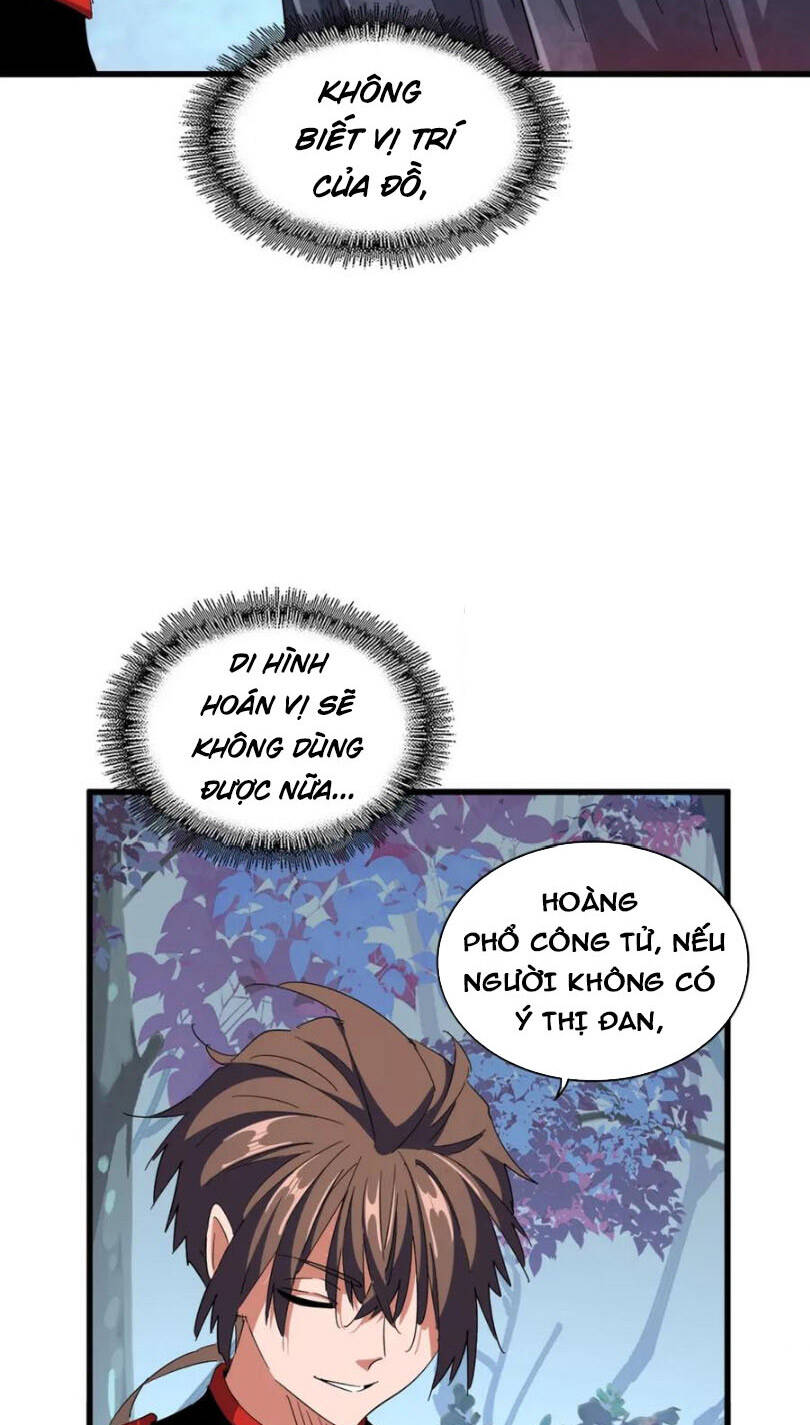 KHÔNG
BIẾT VỊ TRÍ
CỦA ĐỒ,
DI HÌNH
HOÁN VỊ SẼ
KHÔNG DÙNG
ĐƯỢC NỮA...
HOÀNG
PHỔ CÔNG TỬ, NẾU
NGƯỜI KHÔNG CÓ
Ý THỊ ĐAN,